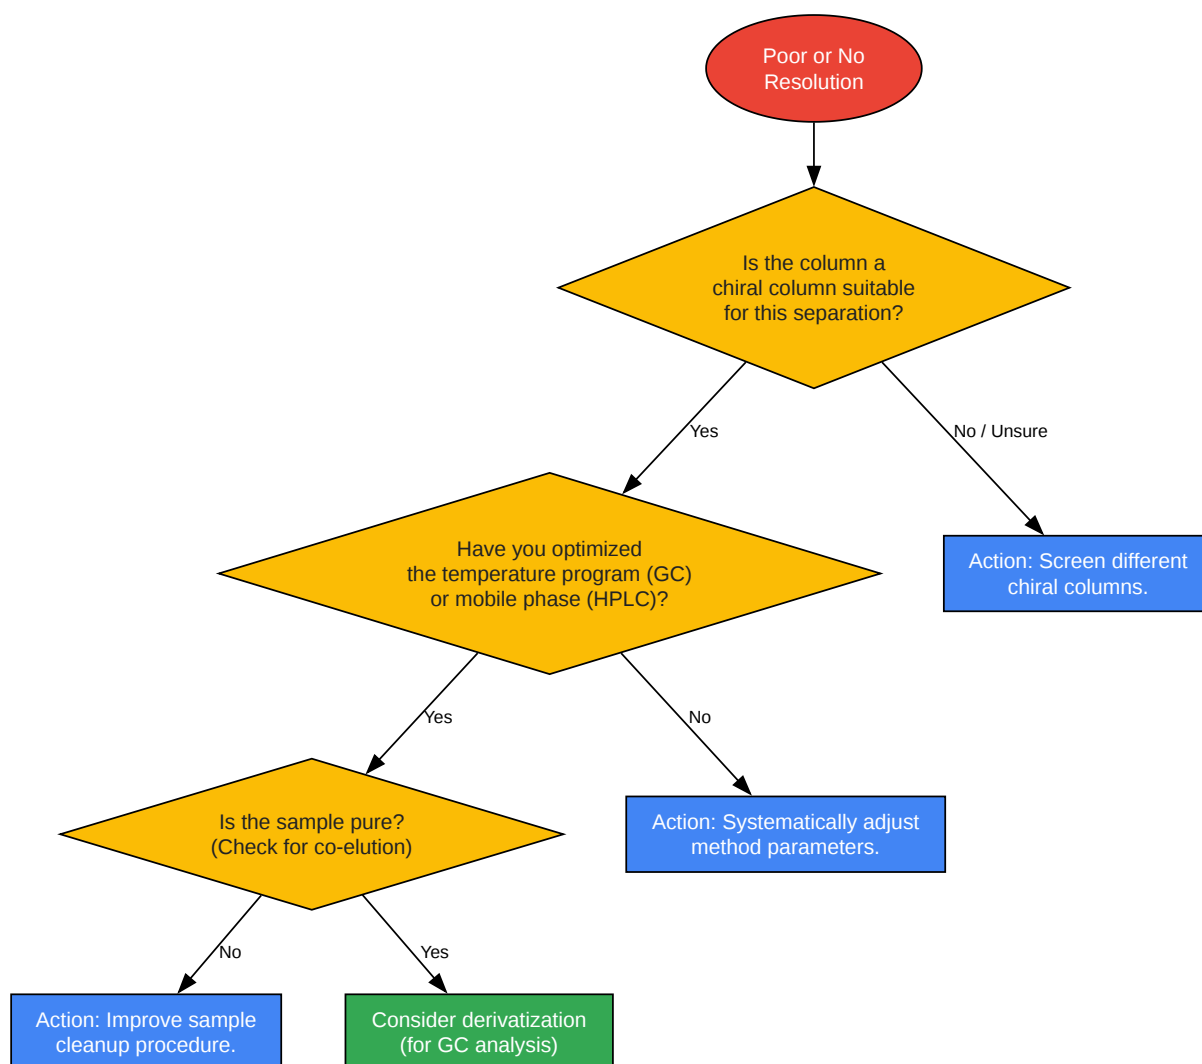 Poor or No
Resolution
Is the column a
chiral column suitable
for this separation?
Yes
No / Unsure
Have you optimized
the temperature program (GC)
or mobile phase (HPLC)?
Action: Screen different
chiral columns.
Yes
No
Is the sample pure?
(Check for co-elution)
Action: Systematically adjust
method parameters.
No
Yes
Action: Improve sample
cleanup procedure.
Consider derivatization
(for GC analysis)